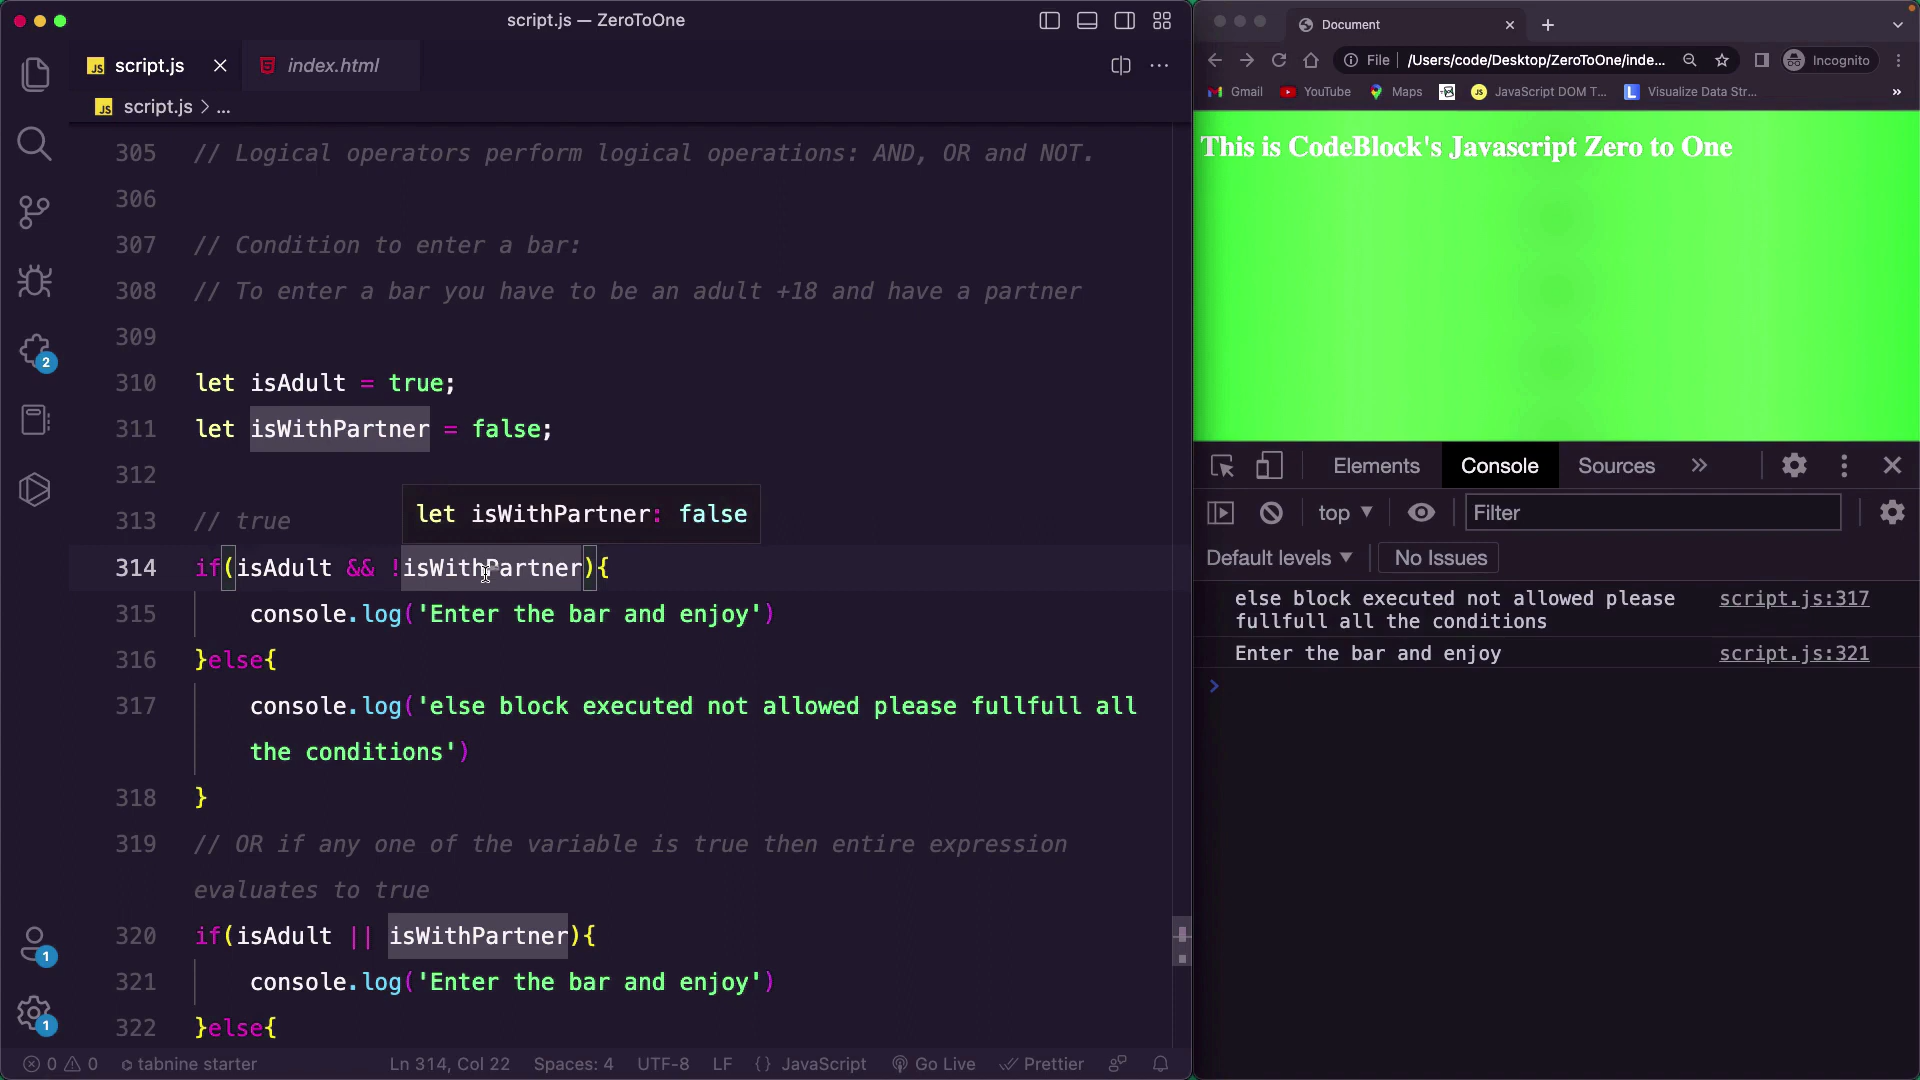 script.js — ZeroToOne
script.js
index.html
script.js > ...
305 // Logical operators perform logical operations: AND, OR and NOT.
306
307 // Condition to enter a bar:
308 // To enter a bar you have to be an adult +18 and have a partner
309
310 let isAdult = true;
311 let isWithPartner = false;
312
let isWithPartner: false
313 // true
314 if(isAdult && !isWithPartner){
315 console.log('Enter the bar and enjoy')
316 }else{
317 console.log('else block executed not allowed please fullfull all
the conditions')
318 }
319 // OR if any one of the variable is true then entire expression
evaluates to true
320 if(isAdult || isWithPartner){
321 console.log('Enter the bar and enjoy')
322 }else{
2
1
1
0 0 tabnine starter Ln 314, Col 22 Spaces: 4 UTF-8 LF {} JavaScript Go Live Prettier
Document
File /Users/code/Desktop/ZeroToOne/inde... Incognito
Gmail YouTube Maps JavaScript DOM T... Visualize Data Str... »
This is CodeBlock's Javascript Zero to One
Elements Console Sources »
top Filter
Default levels No Issues
else block executed not allowed please script.js:317
fullfull all the conditions
Enter the bar and enjoy script.js:321
>